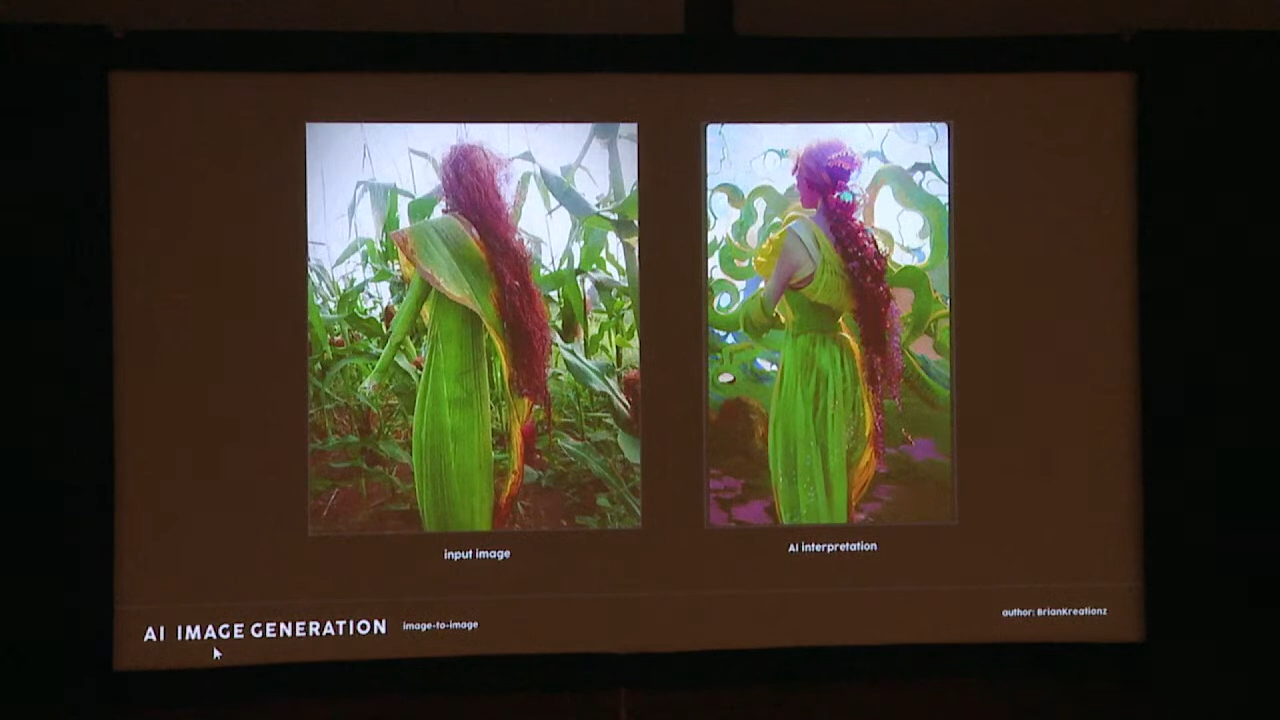 input image
AI interpretation
AI IMAGE GENERATION
image-to-image
author: BrianKreationz